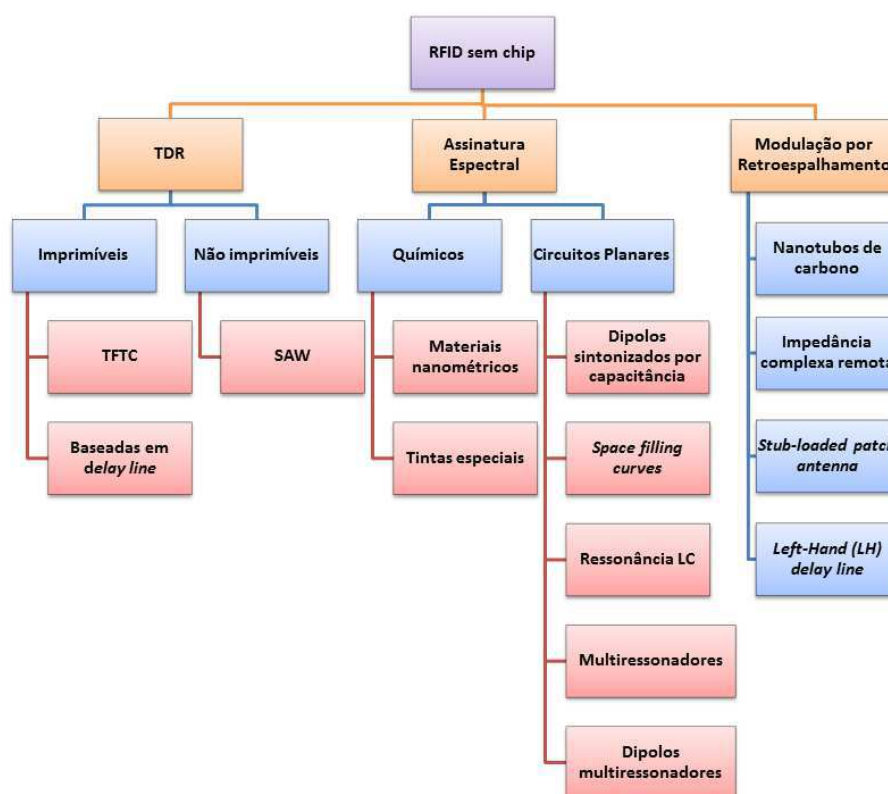 RFID sem chip
TDR
Assinatura
Espectral
Modulação por
Retroespalhamento
Imprimíveis
Não imprimíveis
Químicos
Circuitos Planares
Nanotubos de
carbono
TFTC
SAW
Materiais
nanométricos
Dipolos
sintonizados por
capacitância
Impedância
complexa remota
Baseadas em
delay line
Tintas especiais
Space filling
curves
Stub-loaded patch
antenna
Ressonância LC
Left-Hand (LH)
delay line
Multiressonadores
Dipolos
multiressonadores